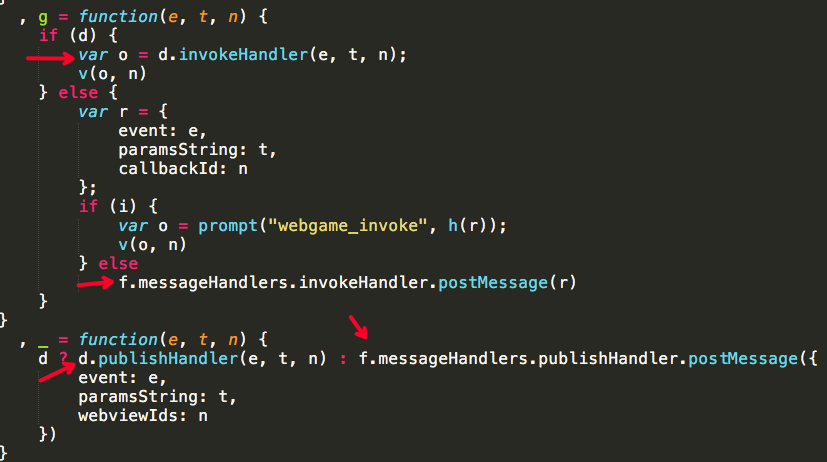 }
, g = function(e, t, n) {
if (d) {
var o = d.invokeHandler(e, t, n);
v(o, n)
} else {
var r = {
event: e,
paramsString: t,
callbackId: n
};
if (i) {
var o = prompt("webgame_invoke", h(r));
v(o, n)
} else
f.messageHandlers.invokeHandler.postMessage(r)
}
}
, _ = function(e, t, n) {
d ? d.publishHandler(e, t, n) : f.messageHandlers.publishHandler.postMessage({
event: e,
paramsString: t,
webviewIds: n
})
}